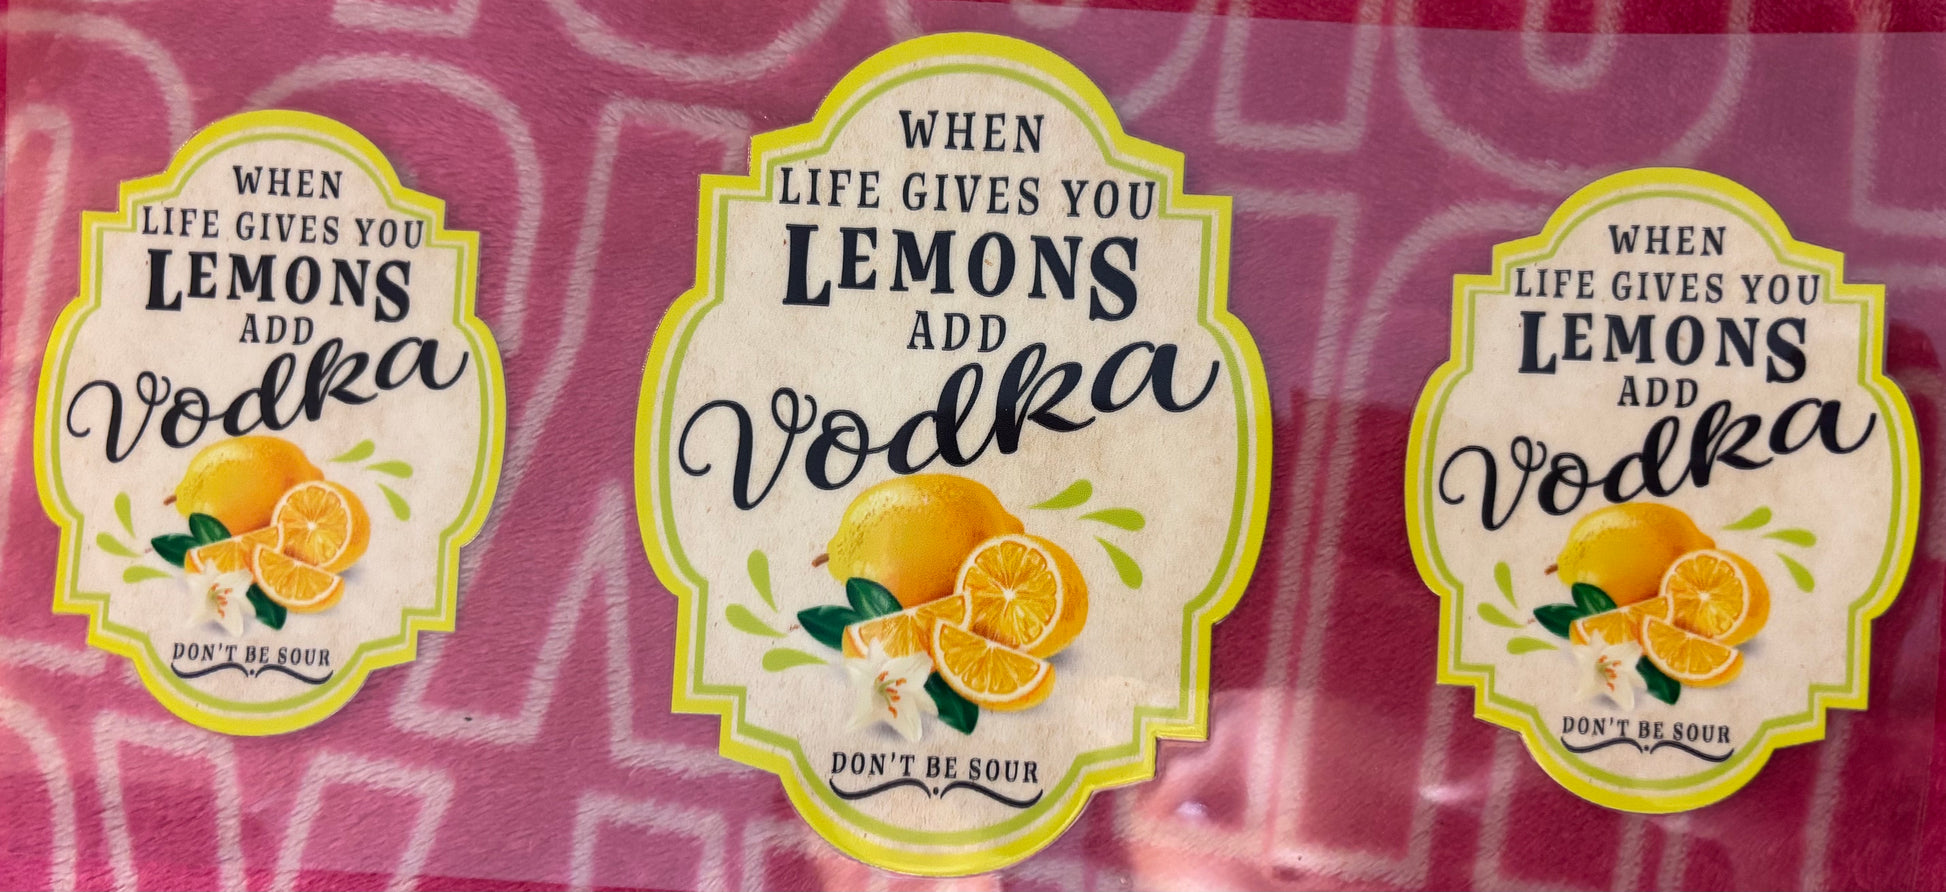 WHEN
LIFE GIVES YOU
LEMONS
ADD
Vodka
DON'T BE SOUR
WHEN
LIFE GIVES YOU
LEMONS
ADD
Vodka
DON'T BE SOUR
WHEN
LIFE GIVES YOU
LEMONS
ADD
Vodka
DON'T BE SOUR